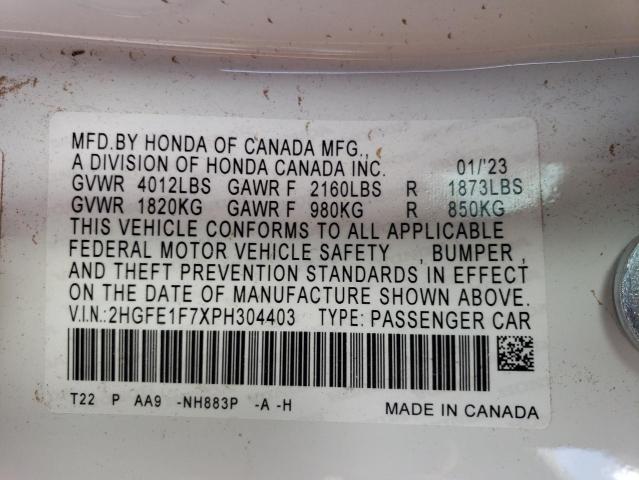 MFD.BY HONDA OF CANADA MFG.,
A DIVISION OF HONDA CANADA INC. 01/'23
GVWR 4012LBS GAWR F 2160LBS R 1873LBS
GVWR 1820KG GAWR F 980KG R 850KG
THIS VEHICLE CONFORMS TO ALL APPLICABLE
FEDERAL MOTOR VEHICLE SAFETY , BUMPER ,
AND THEFT PREVENTION STANDARDS IN EFFECT
ON THE DATE OF MANUFACTURE SHOWN ABOVE.
V.I.N.:2HGFE1F7XPH304403 TYPE: PASSENGER CAR
T22 P AA9 -NH883P -A -H
MADE IN CANADA